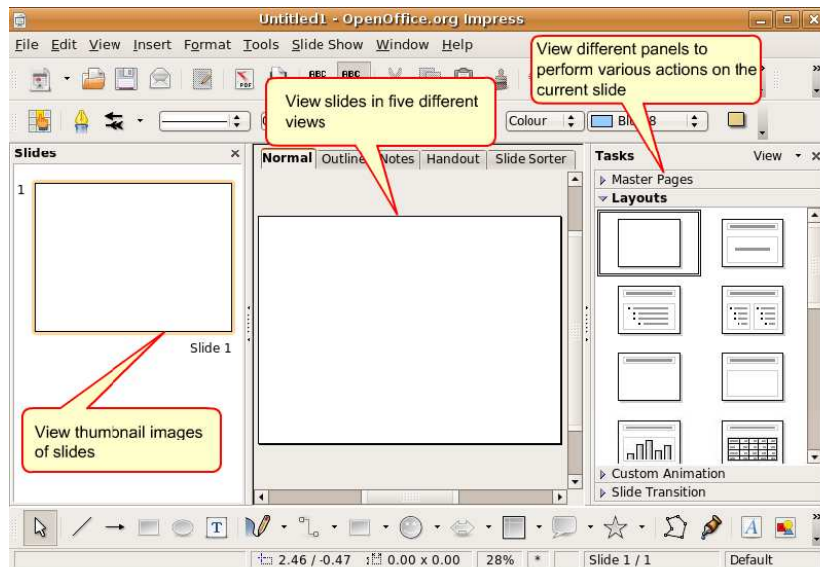 Untitled1 - OpenOffice.org Impress
File Edit View Insert Format Tools Slide Show Window Help
View different panels to
perform various actions on the
current slide
PDF
ABC ABC
View slides in five different
views
Colour
Slides
Normal Outline Notes Handout Slide Sorter
Tasks View
1
Master Pages
Layouts
Slide 1
View thumbnail images
of slides
Custom Animation
Slide Transition
T
A
2.46 / -0.47 0.00 x 0.00 28% * Slide 1 / 1 Default